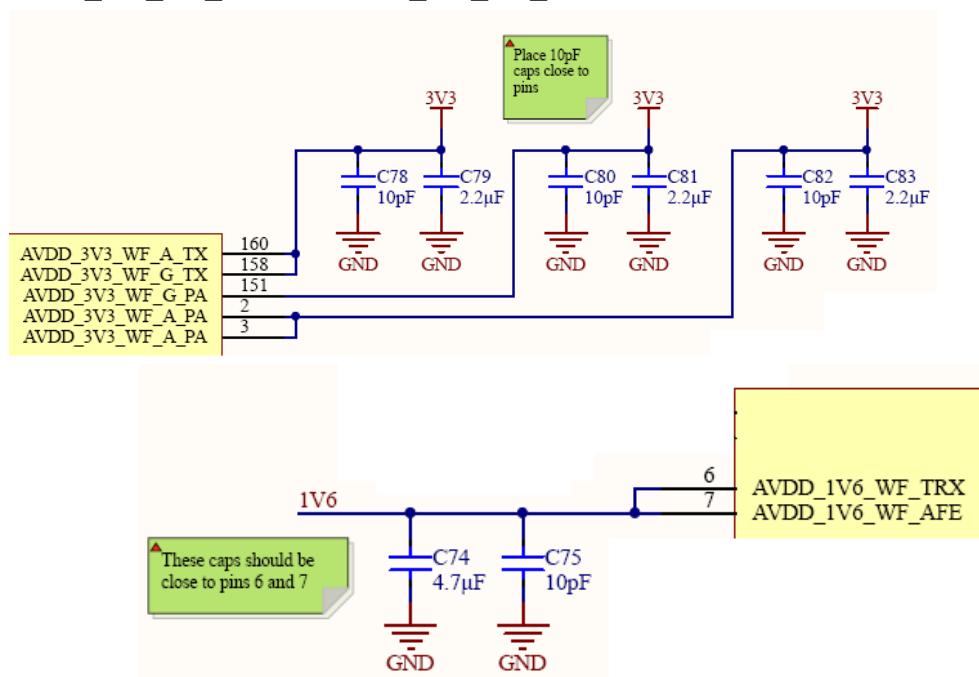 Place 10pF
caps close to
pins
3V3
3V3
3V3
C78
10pF
C79
2.2µF
C80
10pF
C81
2.2µF
C82
10pF
C83
2.2µF
GND
GND
GND
GND
GND
GND
AVDD_3V3_WF_A_TX 160
AVDD_3V3_WF_G_TX 158
AVDD_3V3_WF_G_PA 151
AVDD_3V3_WF_A_PA 2
AVDD_3V3_WF_A_PA 3
6 AVDD_1V6_WF_TRX
7 AVDD_1V6_WF_AFE
1V6
These caps should be
close to pins 6 and 7
C74
4.7µF
C75
10pF
GND
GND